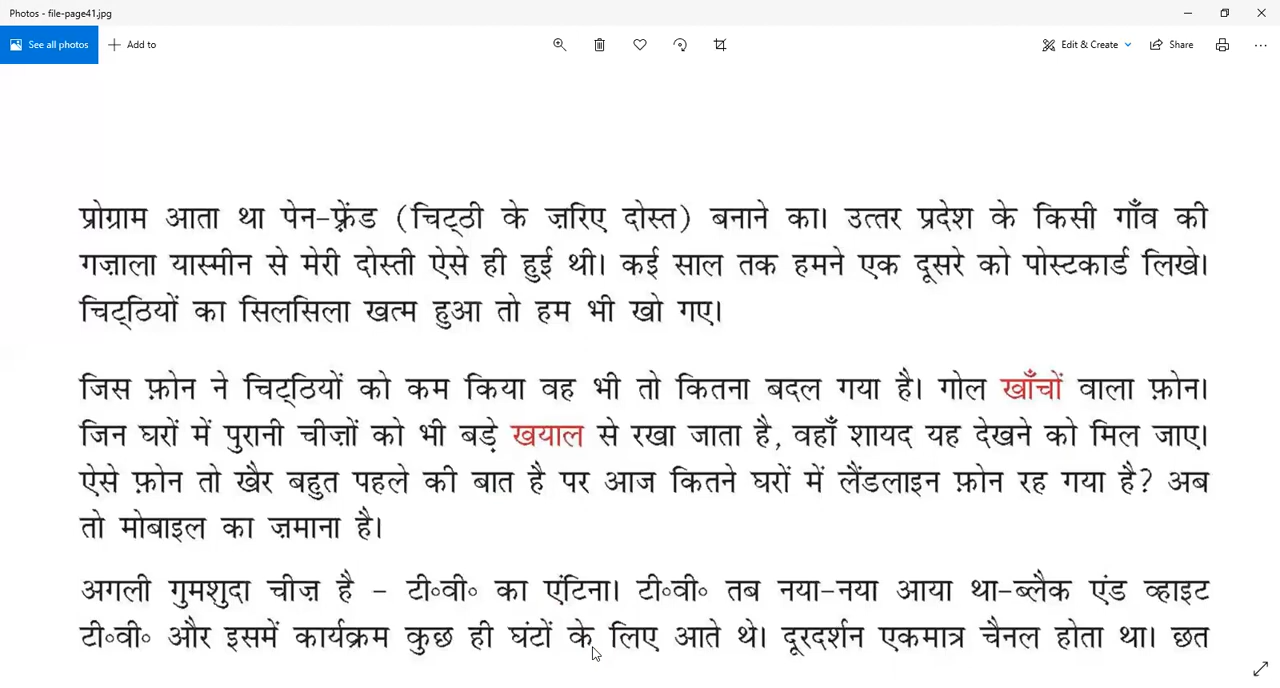 Photos - file-page41.jpg
See all photos
Add to
Edit & Create
Share
प्रोग्राम आता था पेन-फ़्रेंड (चिट्ठी के ज़रिए दोस्त) बनाने का। उत्तर प्रदेश के किसी गाँव की
गज़ाला यास्मीन से मेरी दोस्ती ऐसे ही हुई थी। कई साल तक हमने एक दूसरे को पोस्टकार्ड लिखे।
चिट्ठियों का सिलसिला खत्म हुआ तो हम भी खो गए।
जिस फ़ोन ने चिट्ठियों को कम किया वह भी तो कितना बदल गया है। गोल खाँचों वाला फ़ोन।
जिन घरों में पुरानी चीज़ों को भी बड़े खयाल से रखा जाता है, वहाँ शायद यह देखने को मिल जाए।
ऐसे फ़ोन तो खैर बहुत पहले की बात है पर आज कितने घरों में लैंडलाइन फ़ोन रह गया है? अब
तो मोबाइल का ज़माना है।
अगली गुमशुदा चीज़ है - टी॰वी॰ का एंटिना। टी॰वी॰ तब नया-नया आया था-ब्लैक एंड व्हाइट
टी॰वी॰ और इसमें कार्यक्रम कुछ ही घंटों के लिए आते थे। दूरदर्शन एकमात्र चैनल होता था। छत